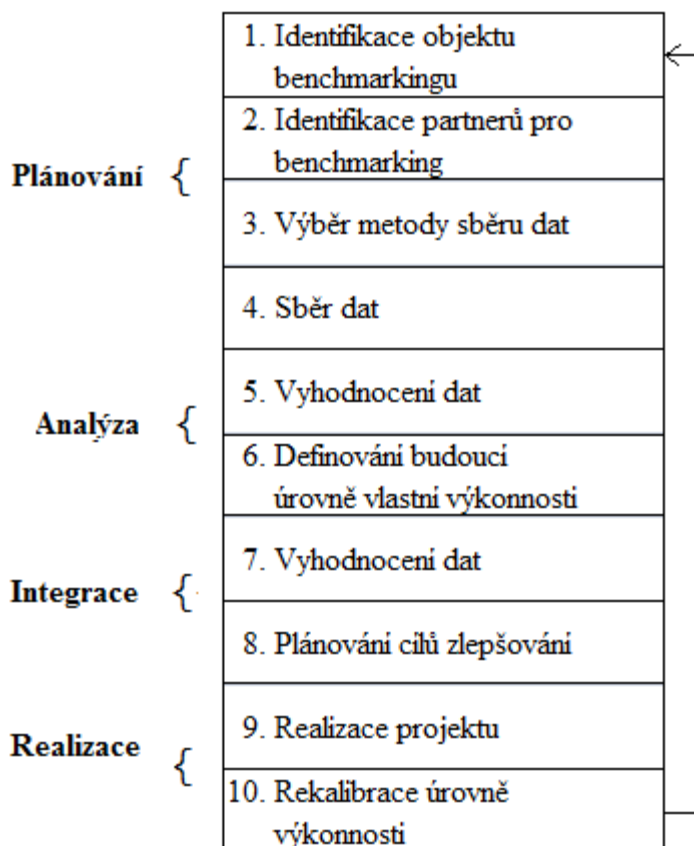 1. Identifikace objektu
benchmarkingu
2. Identifikace partnerů pro
benchmarking
Plánování {
3. Výběr metody sběru dat
4. Sběr dat
5. Vyhodnocení dat
Analýza {
6. Definování budoucí
úrovně vlastní výkonnosti
7. Vyhodnocení dat
Integrace {
8. Plánování cílů zlepšování
9. Realizace projektu
Realizace {
10. Rekalibrace úrovně
výkonnosti